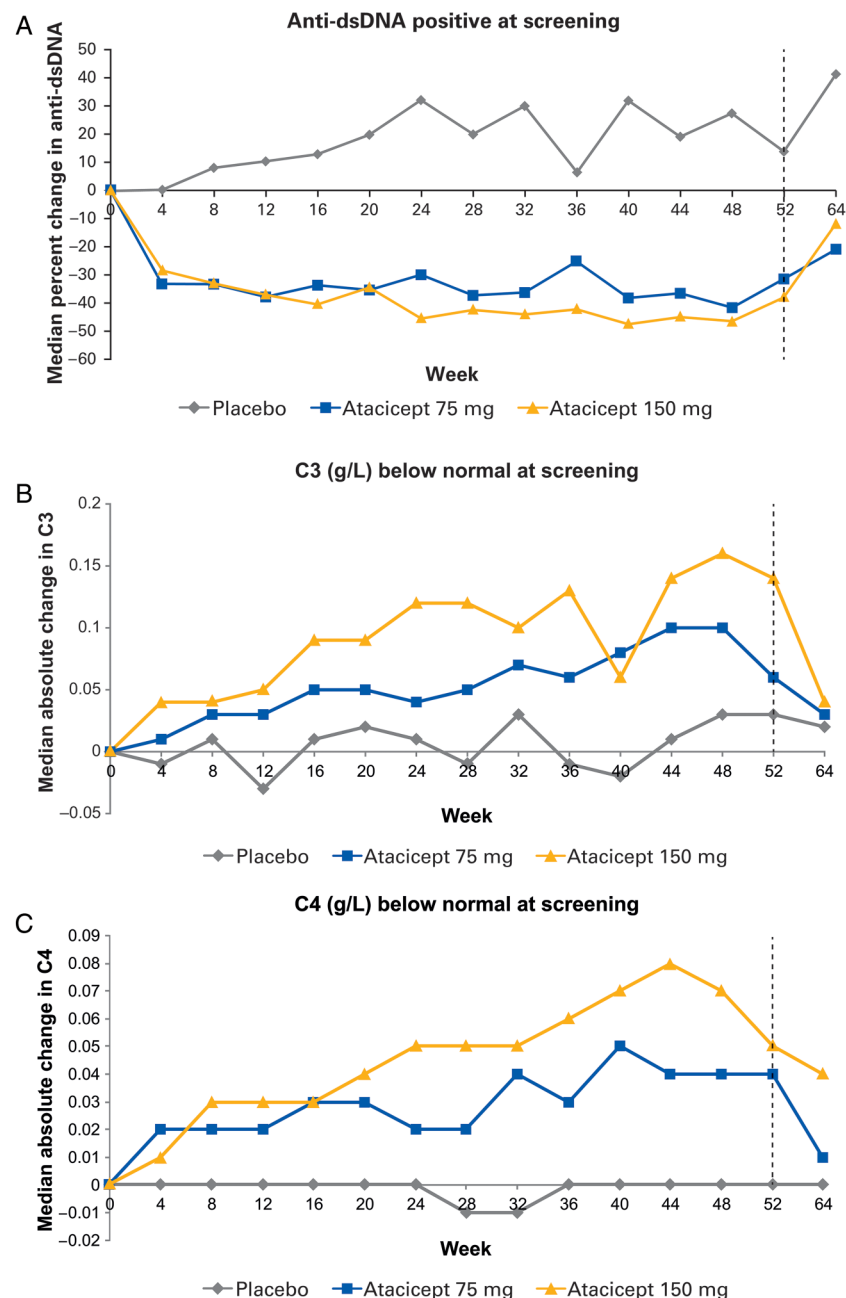 A
Anti-dsDNA positive at screening
Median percent change in anti-dsDNA
50
40
30
20
10
0
−10
−20
−30
−40
−50
−60
0 4 8 12 16 20 24 28 32 36 40 44 48 52 64
Week
Placebo Atacicept 75 mg Atacicept 150 mg
B
C3 (g/L) below normal at screening
Median absolute change in C3
0.2
0.15
0.1
0.05
0
−0.05
0 4 8 12 16 20 24 28 32 36 40 44 48 52 64
Week
Placebo Atacicept 75 mg Atacicept 150 mg
C
C4 (g/L) below normal at screening
Median absolute change in C4
0.09
0.08
0.07
0.06
0.05
0.04
0.03
0.02
0.01
0
−0.01
−0.02
0 4 8 12 16 20 24 28 32 36 40 44 48 52 64
Week
Placebo Atacicept 75 mg Atacicept 150 mg